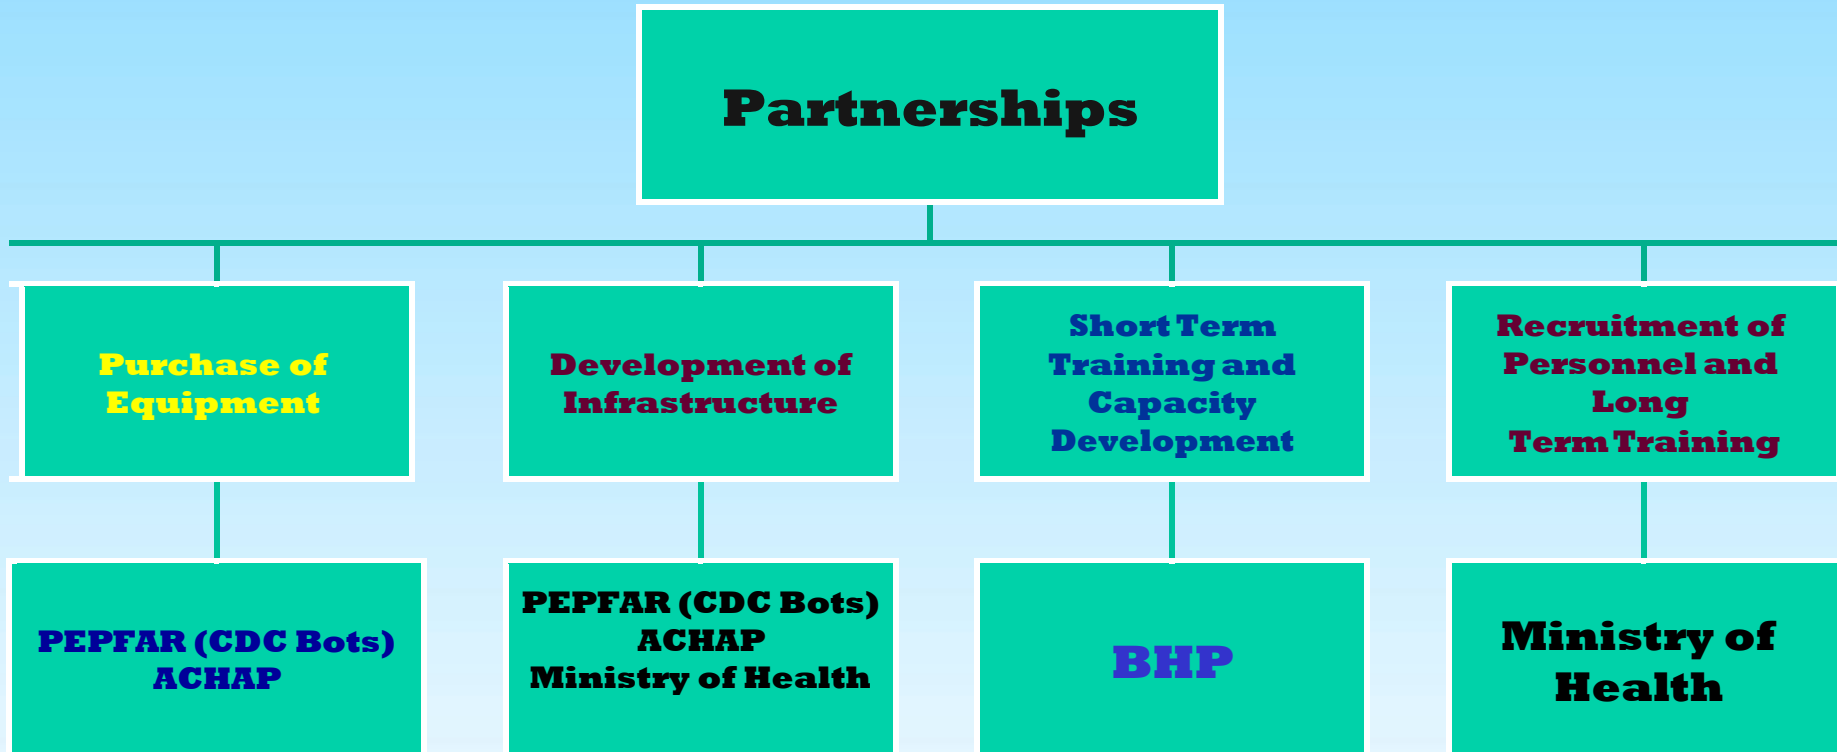 Partnerships
Purchase of
Equipment
Development of
Infrastructure
Short Term
Training and
Capacity
Development
Recruitment of
Personnel and
Long
Term Training
PEPFAR (CDC Bots)
ACHAP
PEPFAR (CDC Bots)
ACHAP
Ministry of Health
BHP
Ministry of
Health